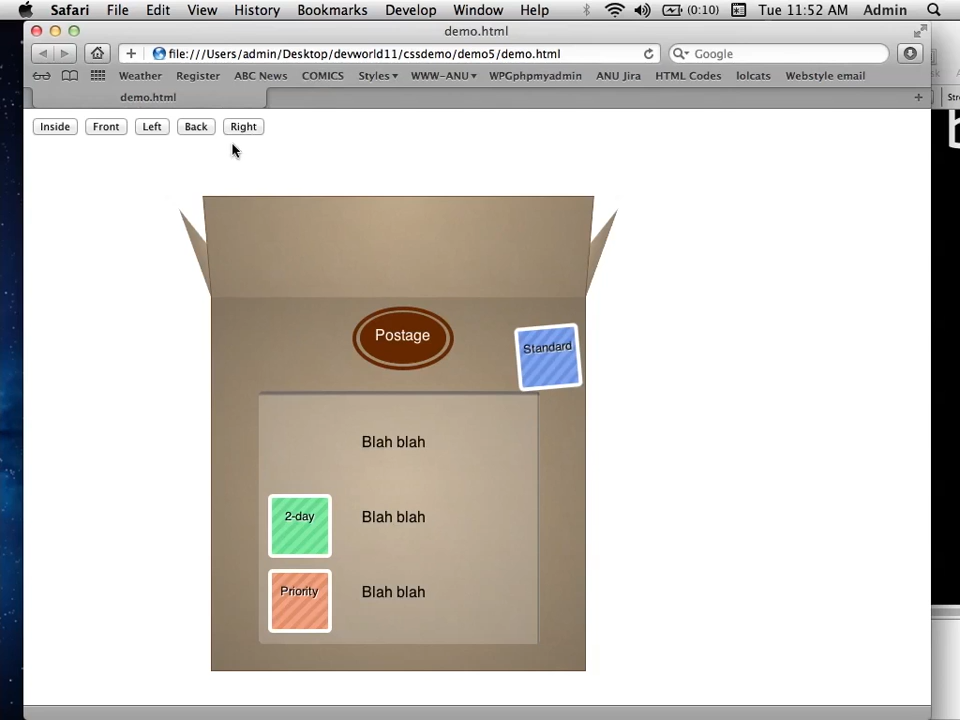 Safari File Edit View History Bookmarks Develop Window Help (0:10) Tue 11:52 AM Admin
demo.html
file:///Users/admin/Desktop/devworld11/cssdemo/demo5/demo.html Google
Weather Register ABC News COMICS Styles WWW-ANU WPGphpmyadmin ANU Jira HTML Codes lolcats Webstyle email
demo.html
Inside Front Left Back Right
Postage
Standard
Blah blah
2-day Blah blah
Priority Blah blah